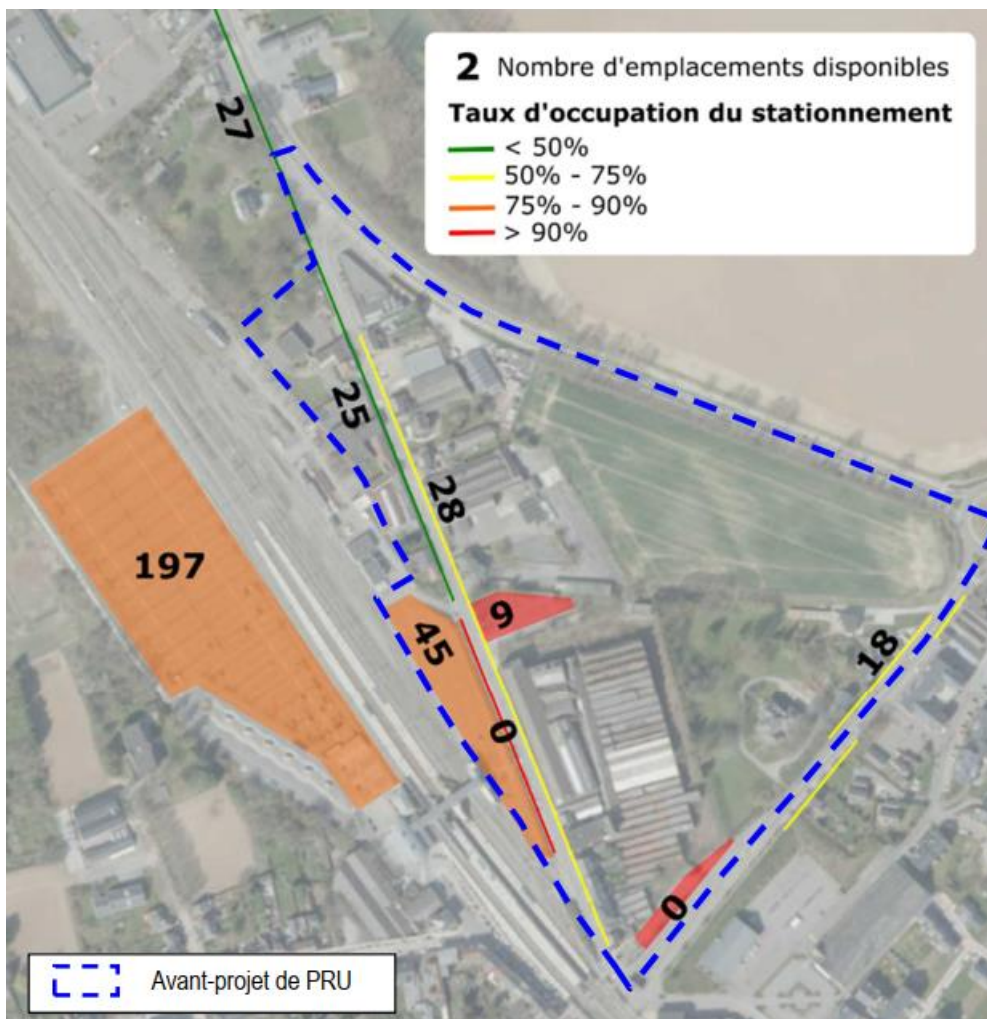 2 Nombre d'emplacements disponibles
Taux d'occupation du stationnement
< 50%
50% - 75%
75% - 90%
> 90%
27
25
28
197
9
45
18
0
0
Avant-projet de PRU